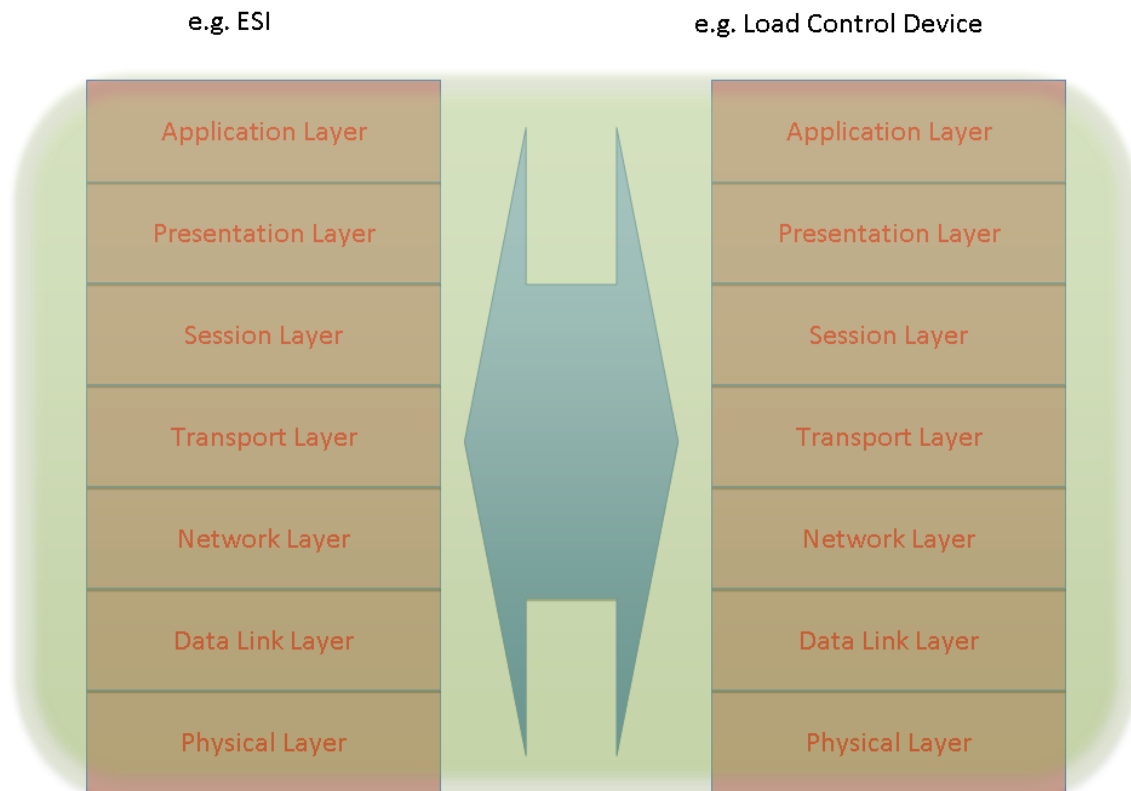 e.g. ESI
e.g. Load Control Device
Application Layer
Application Layer
Presentation Layer
Presentation Layer
Session Layer
Session Layer
Transport Layer
Transport Layer
Network Layer
Network Layer
Data Link Layer
Data Link Layer
Physical Layer
Physical Layer